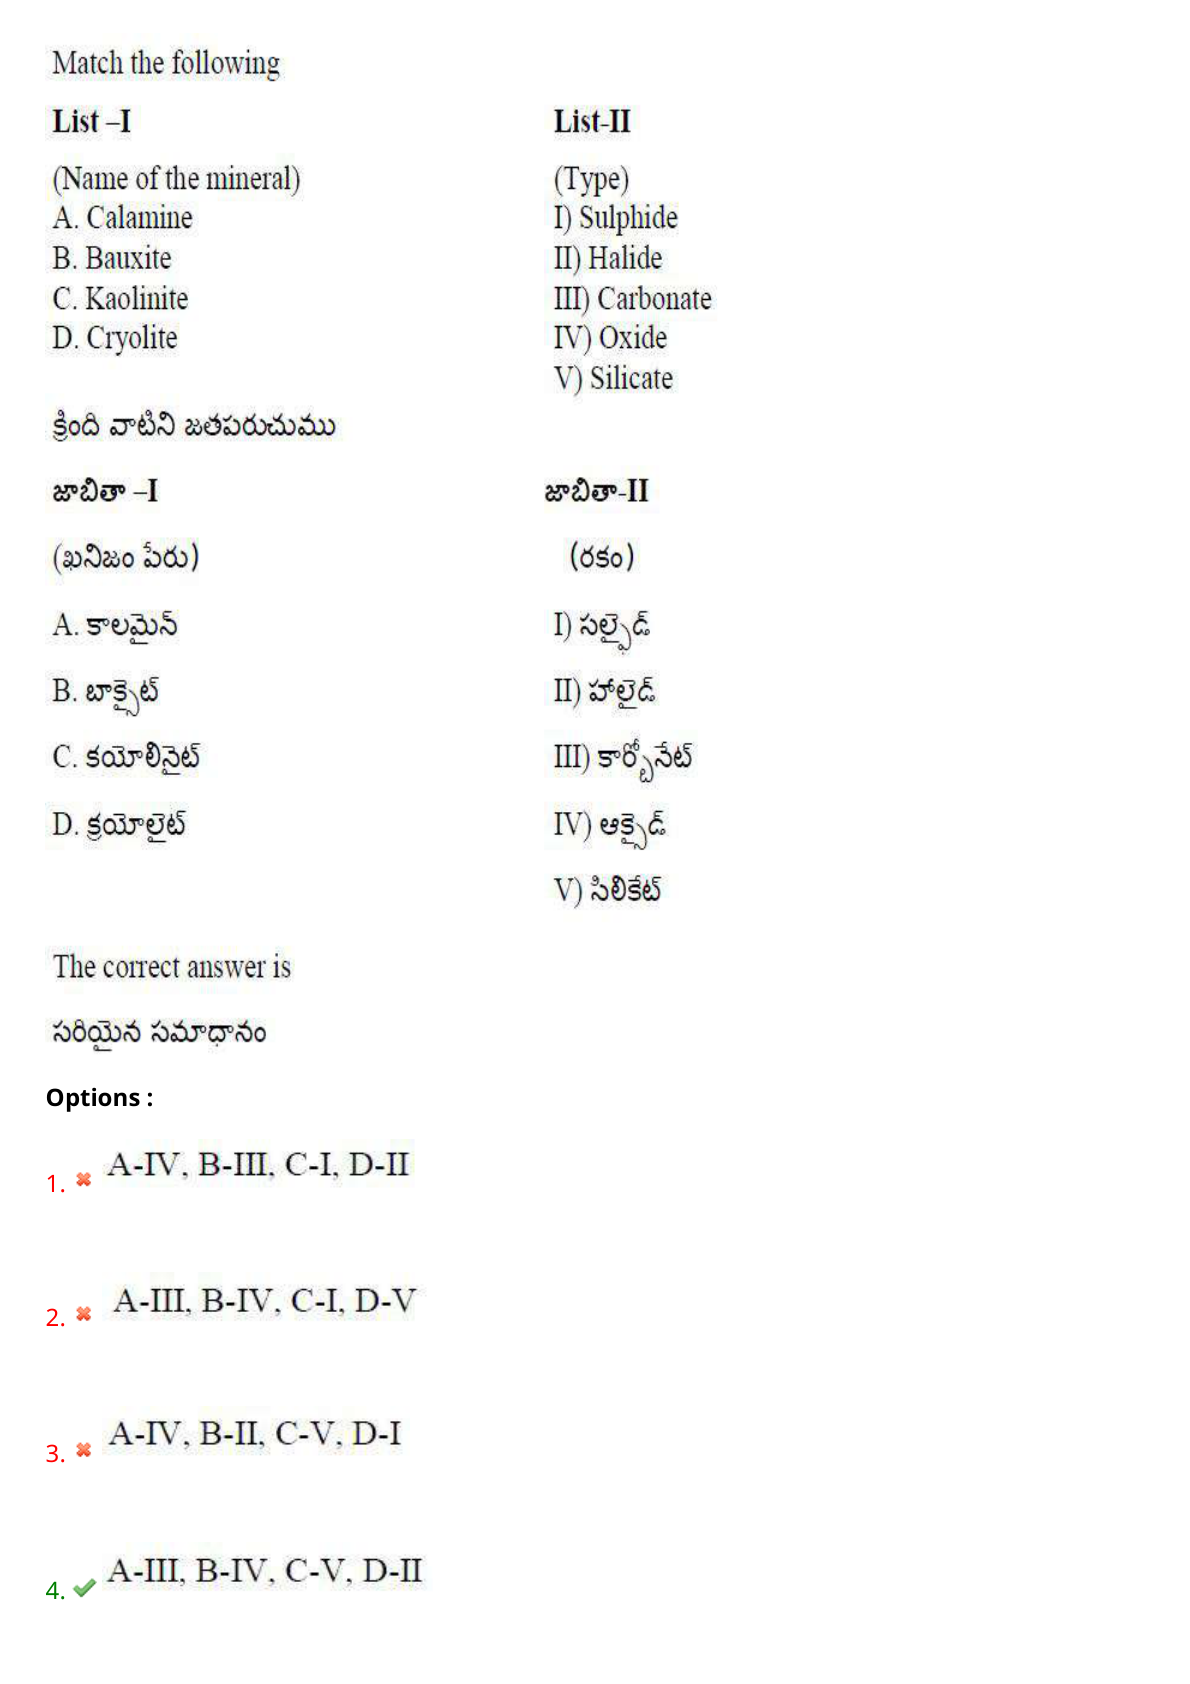 Match the following
List –I List-II
(Name of the mineral) (Type)
A. Calamine I) Sulphide
B. Bauxite II) Halide
C. Kaolinite III) Carbonate
D. Cryolite IV) Oxide
V) Silicate
క్రింది వాటిని జతపరుచుము
జాబితా –I జాబితా-II
(ఖనిజం పేరు) (రకం)
A. కాలమైన్ I) సల్ఫైడ్
B. బాక్సైట్ II) హాలైడ్
C. కయోలినైట్ III) కార్బోనేట్
D. క్రయోలైట్ IV) ఆక్సైడ్
V) సిలికేట్
The correct answer is
సరియైన సమాధానం
Options :
1. A-IV, B-III, C-I, D-II
2. A-III, B-IV, C-I, D-V
3. A-IV, B-II, C-V, D-I
4. A-III, B-IV, C-V, D-II